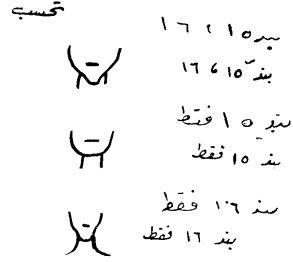 تحسب
بند ١٥ ، ١٦
بند ١٥ ، ١٦
بند ١٥ فقط
بند ١٥ فقط
بند ١٦ فقط
بند ١٦ فقط